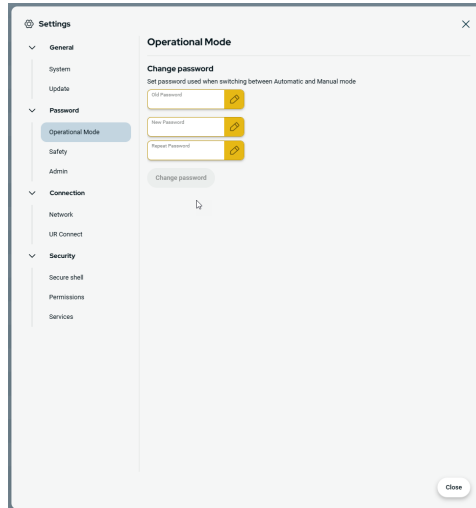 Settings
General
System
Update
Password
Operational Mode
Safety
Admin
Connection
Network
UR Connect
Security
Secure shell
Permissions
Services
Operational Mode
Change password
Set password used when switching between Automatic and Manual mode
Old Password
New Password
Repeat Password
Change password
Close